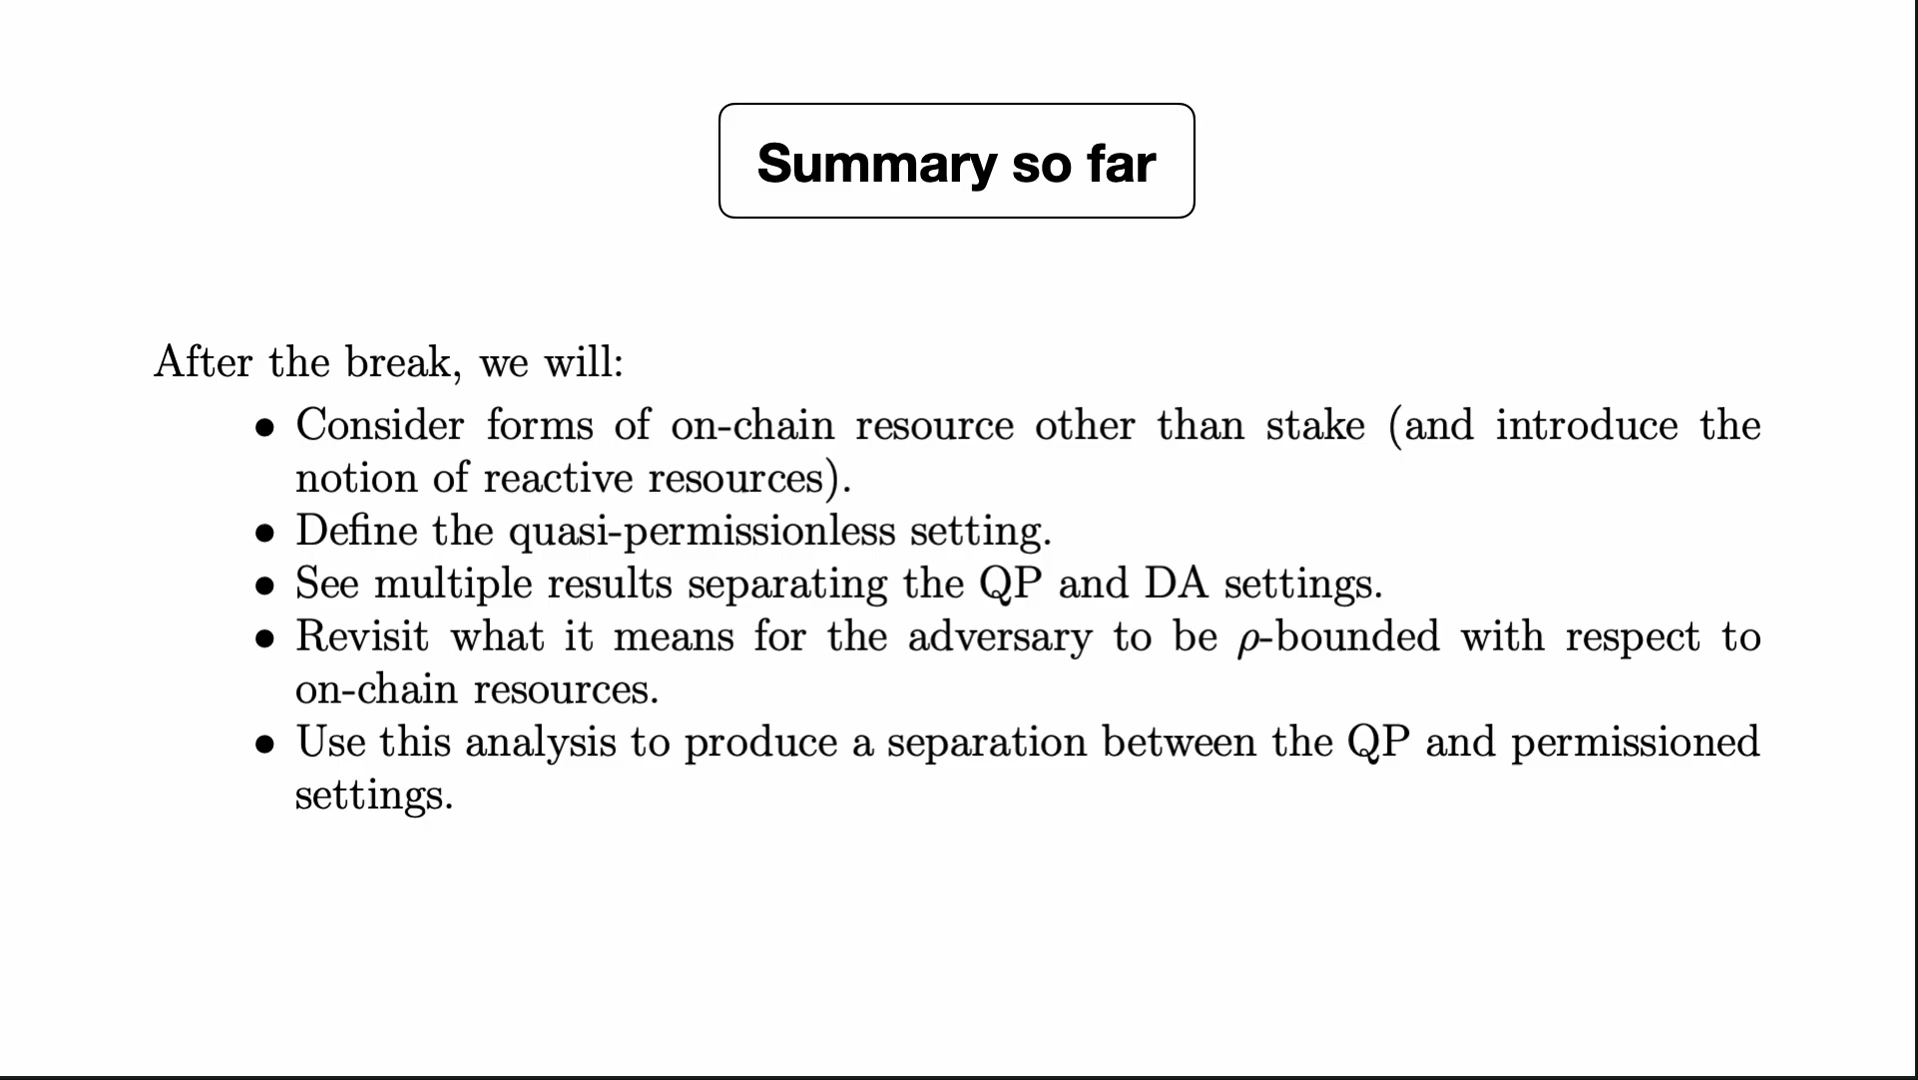 Summary so far
After the break, we will:
• Consider forms of on-chain resource other than stake (and introduce the
notion of reactive resources).
• Define the quasi-permissionless setting.
• See multiple results separating the QP and DA settings.
• Revisit what it means for the adversary to be ρ-bounded with respect to
on-chain resources.
• Use this analysis to produce a separation between the QP and permissioned
settings.